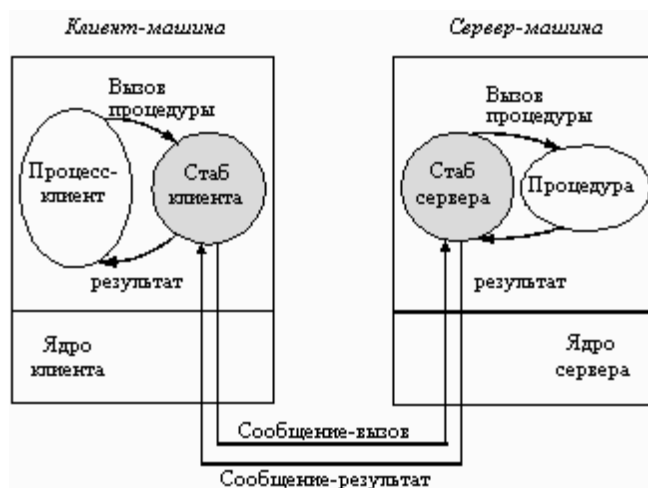 Клиент-машина
Сервер-машина
Вызов
процедуры
Процесс-
клиент
Стаб
клиента
результат
Ядро
клиента
Вызов
процедуры
Стаб
сервера
Процедура
результат
Ядро
сервера
Сообщение-вызов
Сообщение-результат